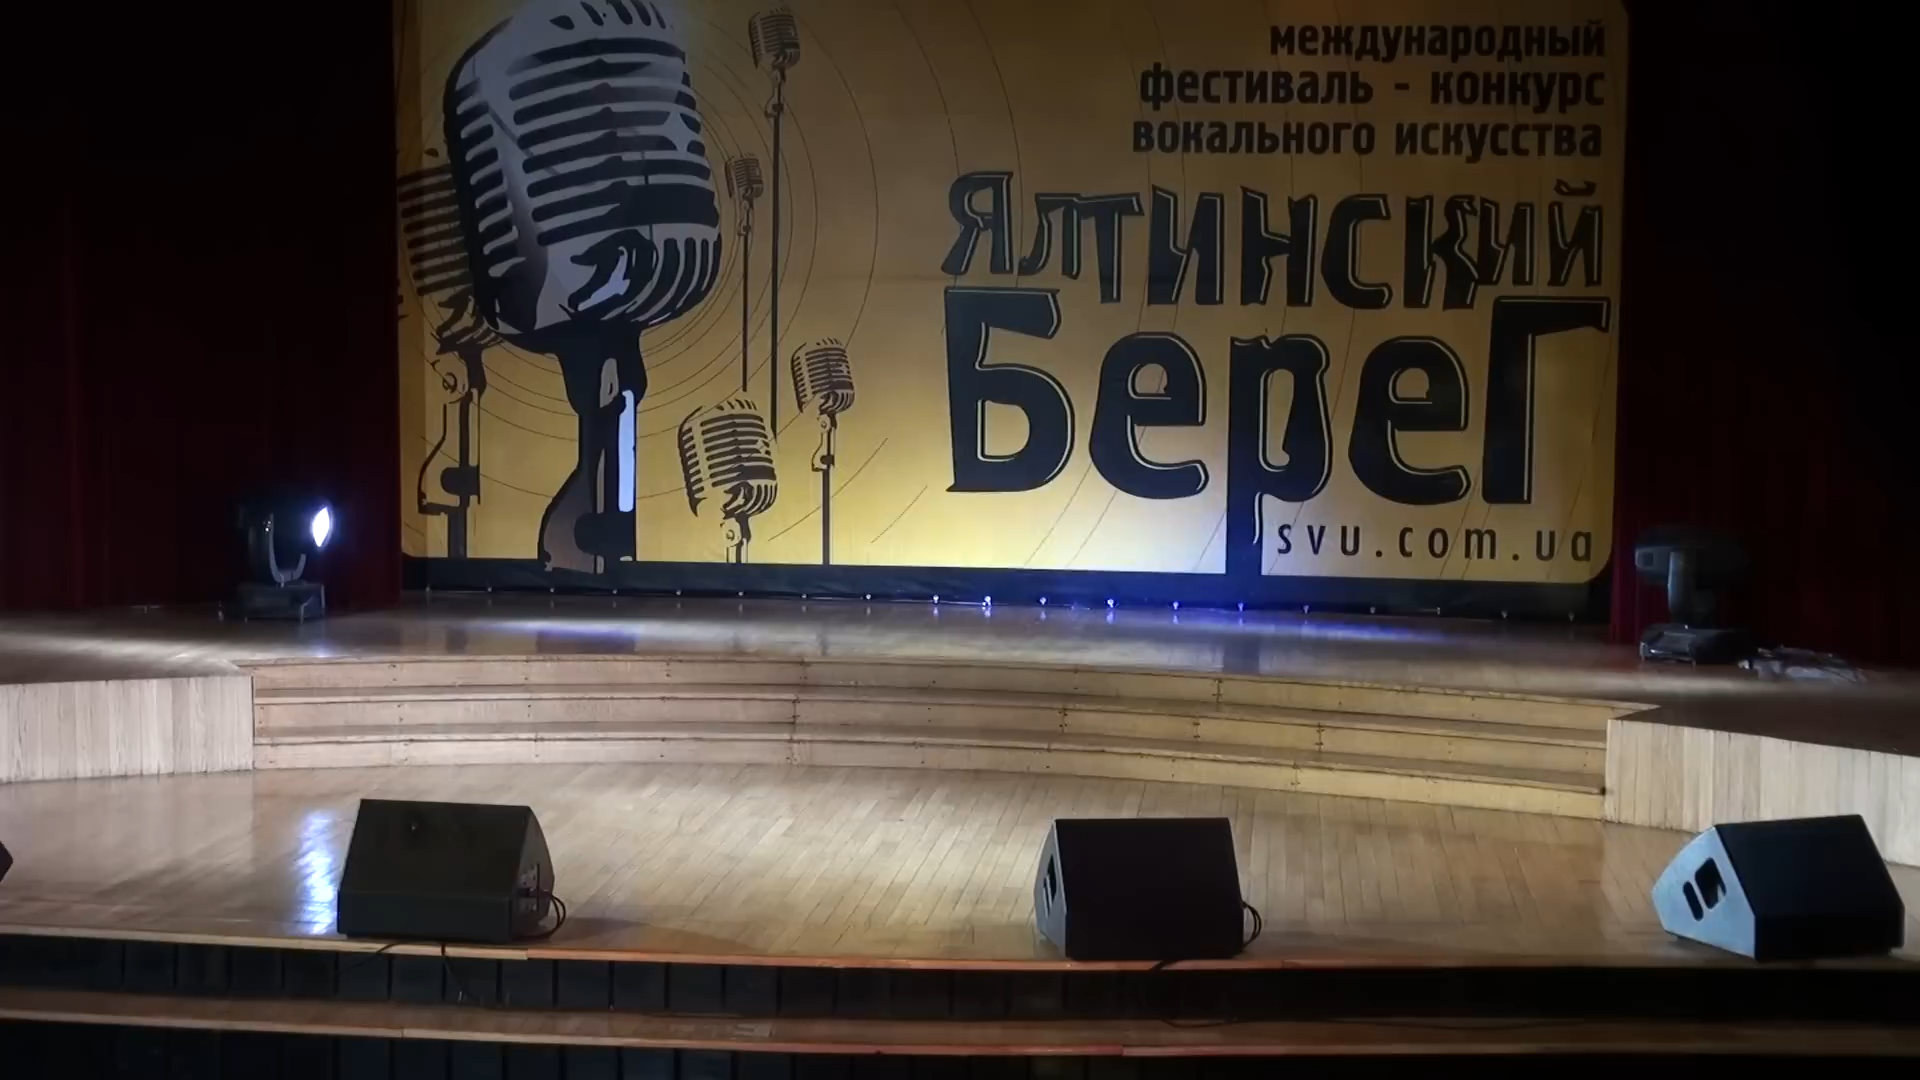 международный
фестиваль - конкурс
вокального искусства
Ялтинский
Берег
svu.com.ua